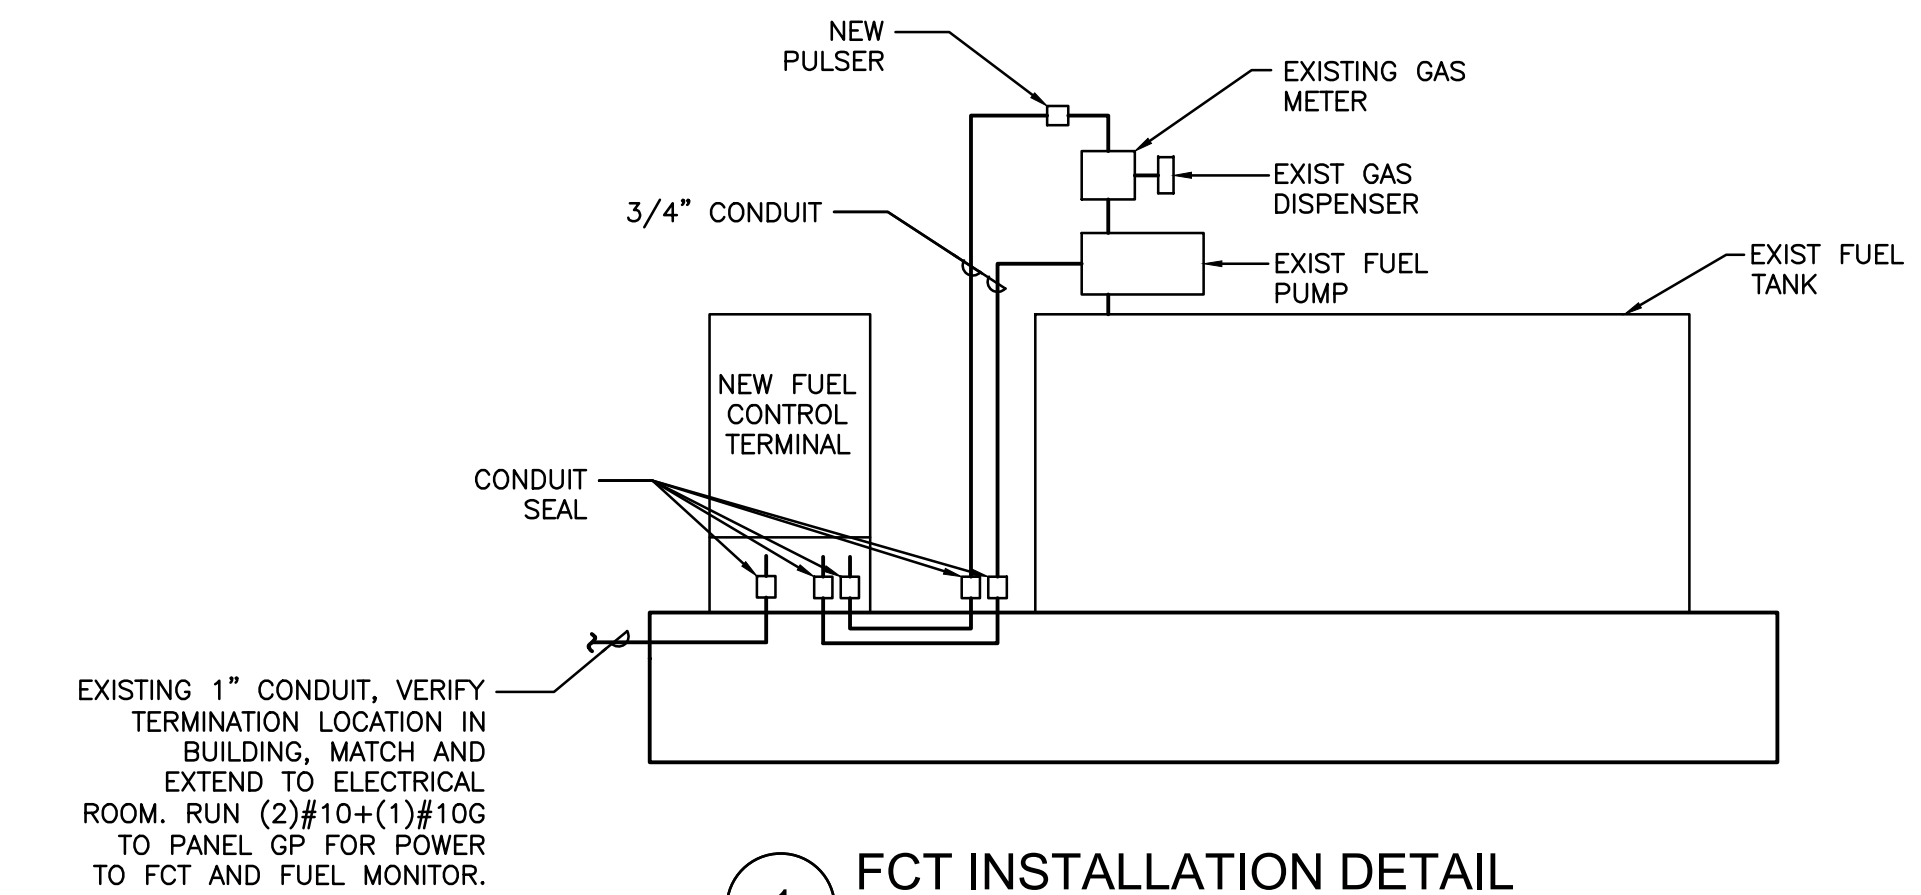 NEW
PULSER
EXISTING GAS
METER
EXIST GAS
DISPENSER
3/4" CONDUIT
EXIST FUEL
PUMP
EXIST FUEL
TANK
NEW FUEL
CONTROL
TERMINAL
CONDUIT
SEAL
EXISTING 1" CONDUIT, VERIFY
TERMINATION LOCATION IN
BUILDING, MATCH AND
EXTEND TO ELECTRICAL
ROOM. RUN (2)#10+(1)#10G
TO PANEL GP FOR POWER
TO FCT AND FUEL MONITOR.
FCT INSTALLATION DETAIL